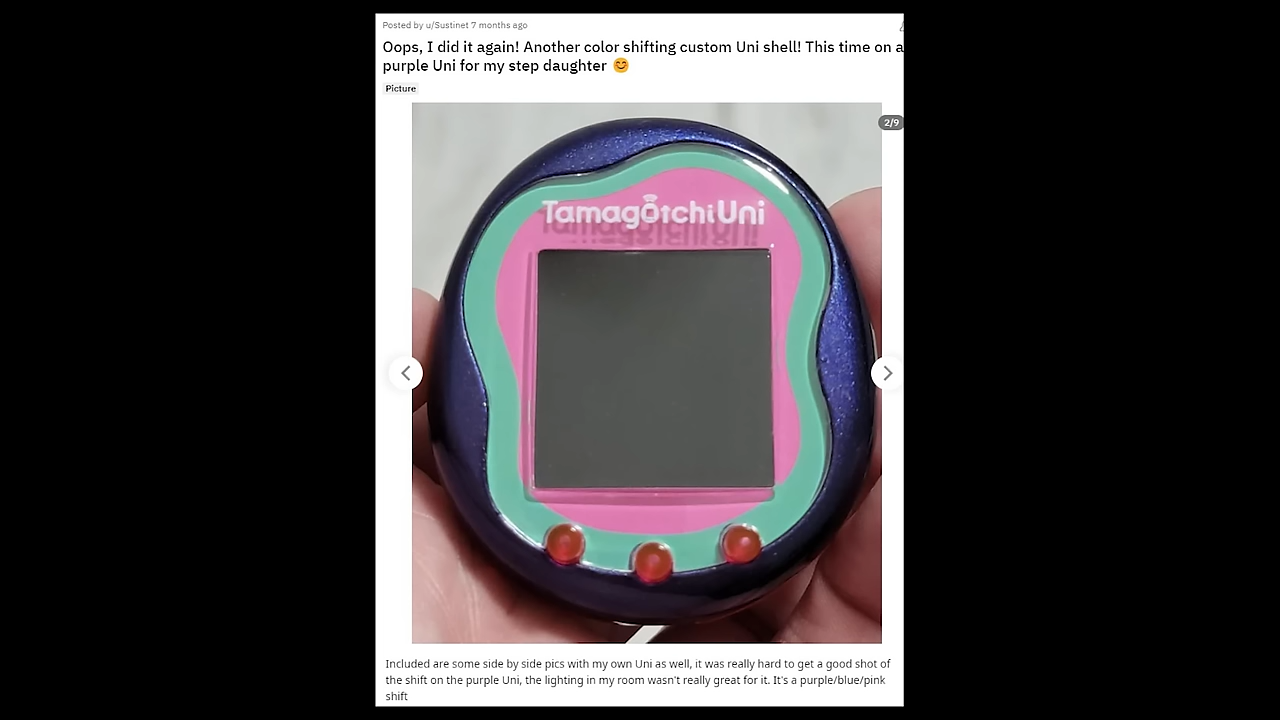 Posted by u/Sustinet 7 months ago
Oops, I did it again! Another color shifting custom Uni shell! This time on a
purple Uni for my step daughter 😊
Picture
2/9
TamagotchiUni
Included are some side by side pics with my own Uni as well, it was really hard to get a good shot of
the shift on the purple Uni, the lighting in my room wasn't really great for it. It's a purple/blue/pink
shift